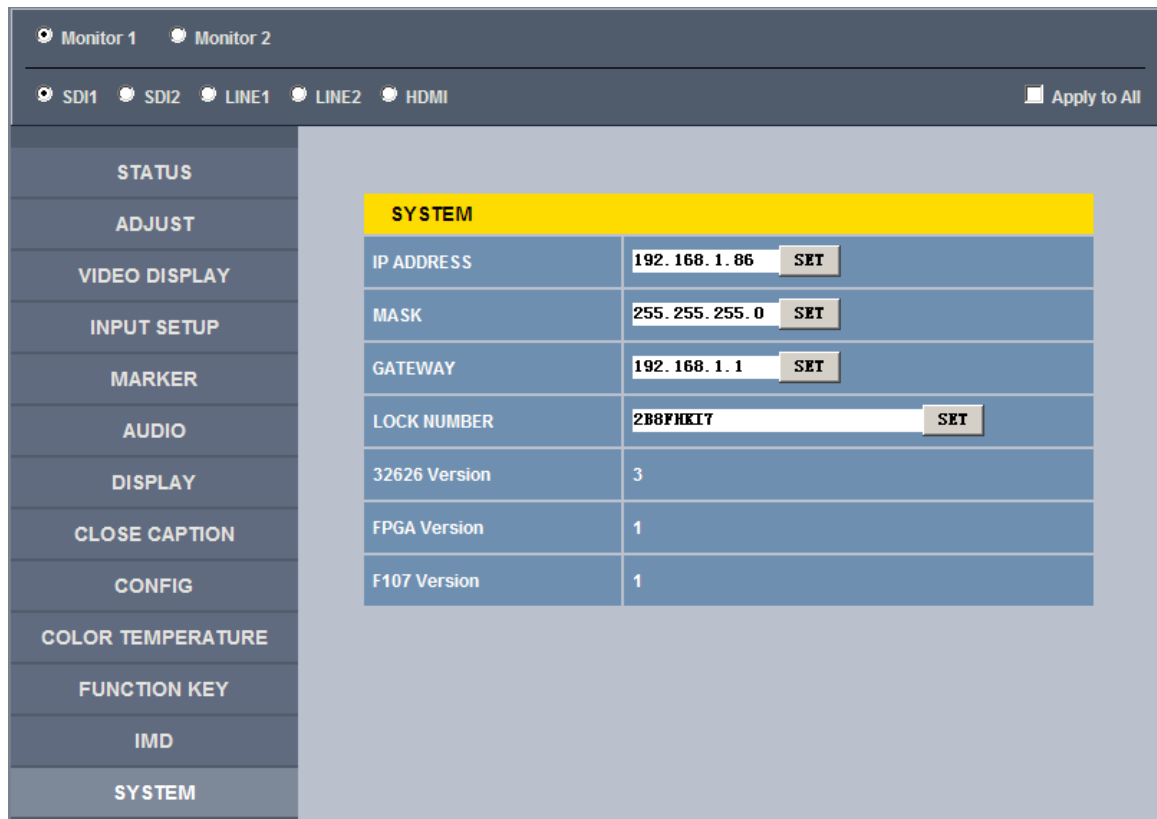 Monitor 1 Monitor 2
SDI1 SDI2 LINE1 LINE2 HDMI Apply to All
STATUS
ADJUST
VIDEO DISPLAY
INPUT SETUP
MARKER
AUDIO
DISPLAY
CLOSE CAPTION
CONFIG
COLOR TEMPERATURE
FUNCTION KEY
IMD
SYSTEM
SYSTEM
IP ADDRESS 192.168.1.86 SET
MASK 255.255.255.0 SET
GATEWAY 192.168.1.1 SET
LOCK NUMBER 2B8FHKI7 SET
32626 Version 3
FPGA Version 1
F107 Version 1